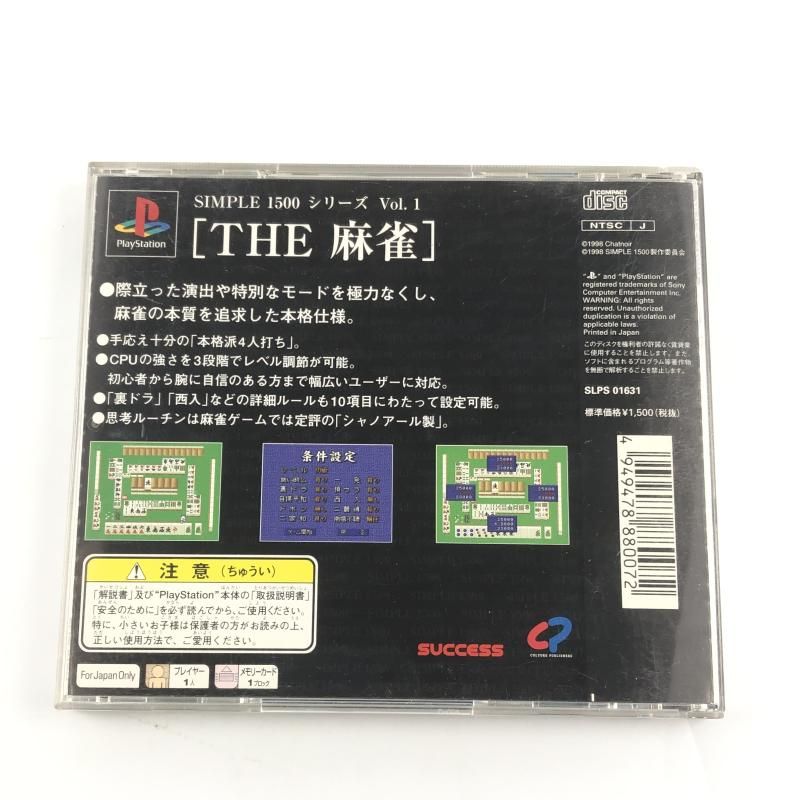 PlayStation
SIMPLE 1500 シリーズ Vol. 1
[THE 麻雀]
●際立った演出や特別なモードを極力なくし、
麻雀の本質を追求した本格仕様。
●手応え十分の「本格派4人打ち」。
●CPUの強さを3段階でレベル調節が可能。
初心者から腕に自信のある方まで幅広いユーザーに対応。
●「裏ドラ」「西入」などの詳細ルールも10項目にわたって設定可能。
●思考ルーチンは麻雀ゲームでは定評の「シャノアール製」。
COMPACT
disc
NTSC J
©1998 Chatnoir
©1998 SIMPLE 1500製作委員会
" " and "PlayStation" are
registered trademarks of Sony
Computer Entertainment Inc.
WARNING: All rights
reserved. Unauthorized
duplication is a violation of
applicable laws.
Printed in Japan
このディスクを権利者の許諾なく賃貸業
に使用することを禁止します。また、
ソフトに含まれるプログラム等著作物
を無断で解析することも禁止します。
SLPS 01631
標準価格¥1,500(税抜)
4 949478 880072
条件設定
注意(ちゅうい)
「解説書」及び"PlayStation"本体の「取扱説明書」
「安全のために」を必ず読んでから、ご使用ください。
特に、小さいお子様は保護者の方がお読みの上、
正しい使用方法で、ご愛用ください。
For Japan Only
プレイヤー
1人
メモリーカード
1ブロック
SUCCESS
CP
CULTURE PUBLISHERS